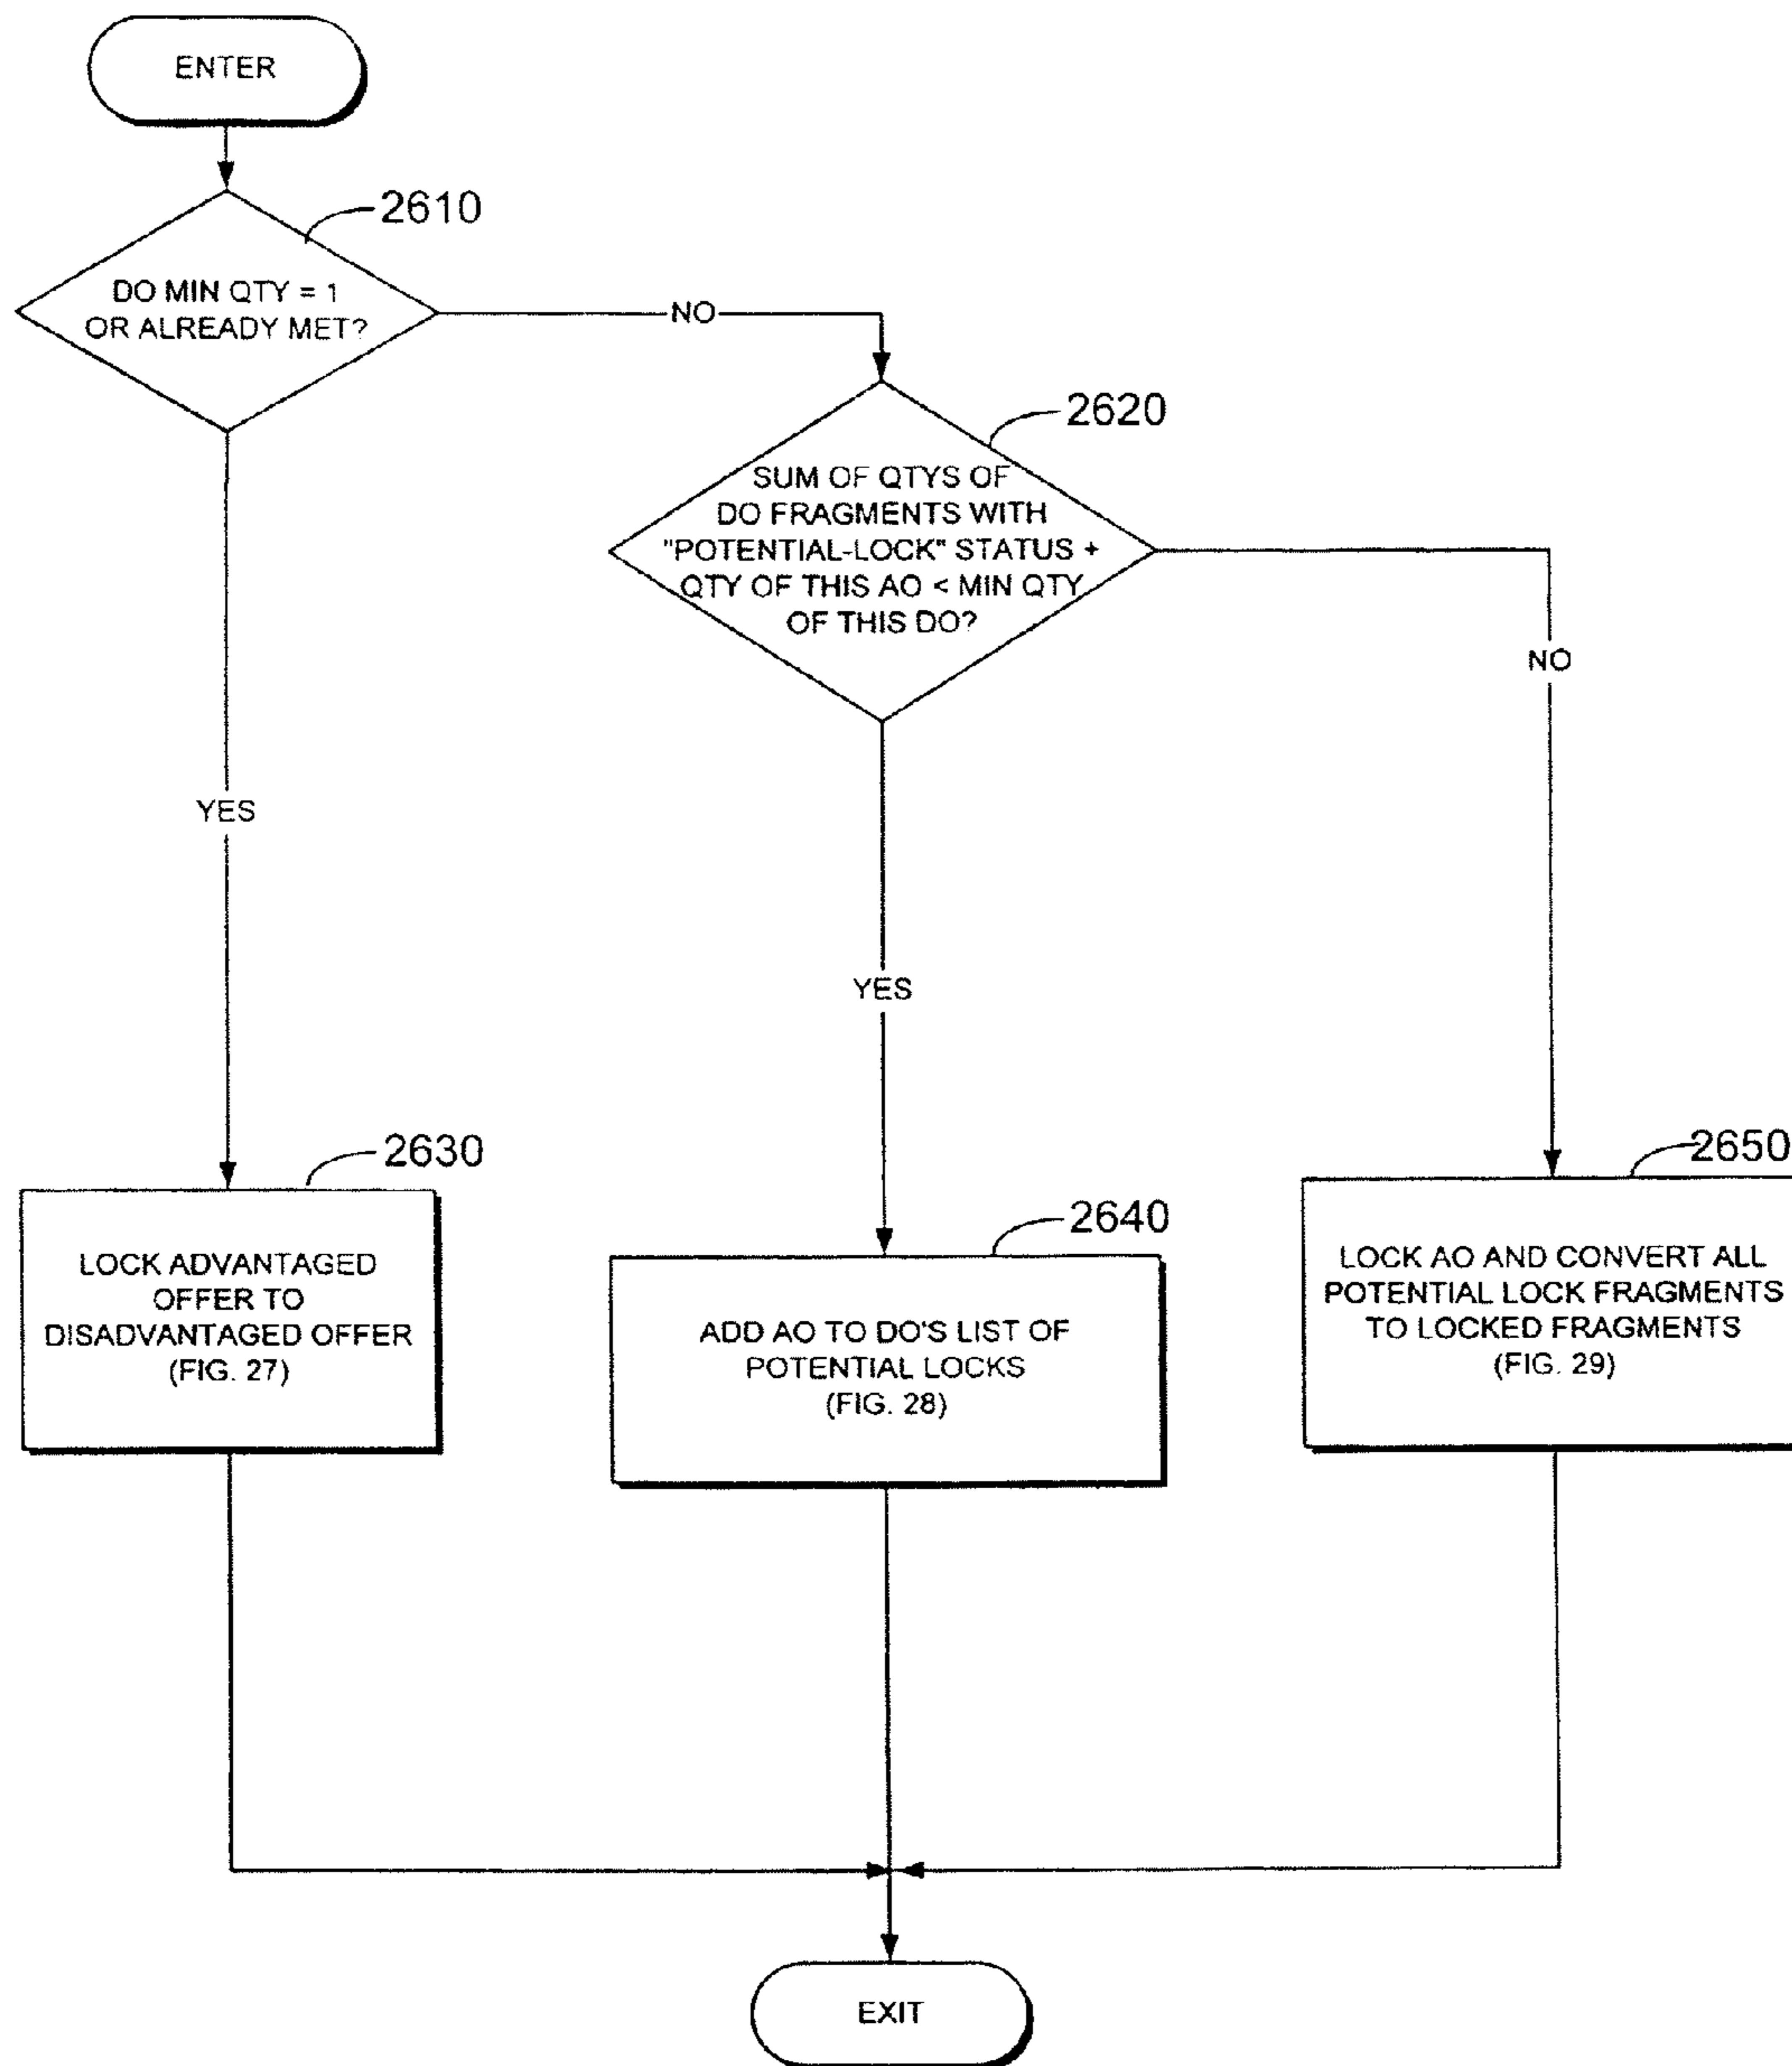 ENTER
2610
DO MIN QTY = 1
OR ALREADY MET?
NO
2620
SUM OF QTYS OF
DO FRAGMENTS WITH
"POTENTIAL-LOCK" STATUS +
QTY OF THIS AO < MIN QTY
OF THIS DO?
NO
YES
YES
2630
LOCK ADVANTAGED
OFFER TO
DISADVANTAGED OFFER
(FIG. 27)
2640
ADD AO TO DO'S LIST OF
POTENTIAL LOCKS
(FIG. 28)
2650
LOCK AO AND CONVERT ALL
POTENTIAL LOCK FRAGMENTS
TO LOCKED FRAGMENTS
(FIG. 29)
EXIT